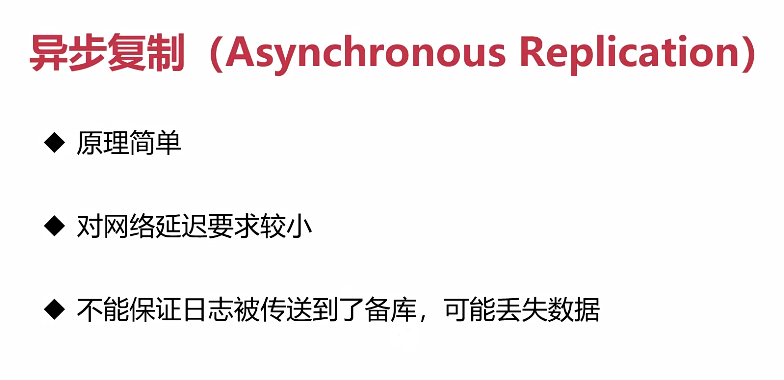 异步复制（Asynchronous Replication）
◆ 原理简单
◆ 对网络延迟要求较小
◆ 不能保证日志被传送到了备库，可能丢失数据